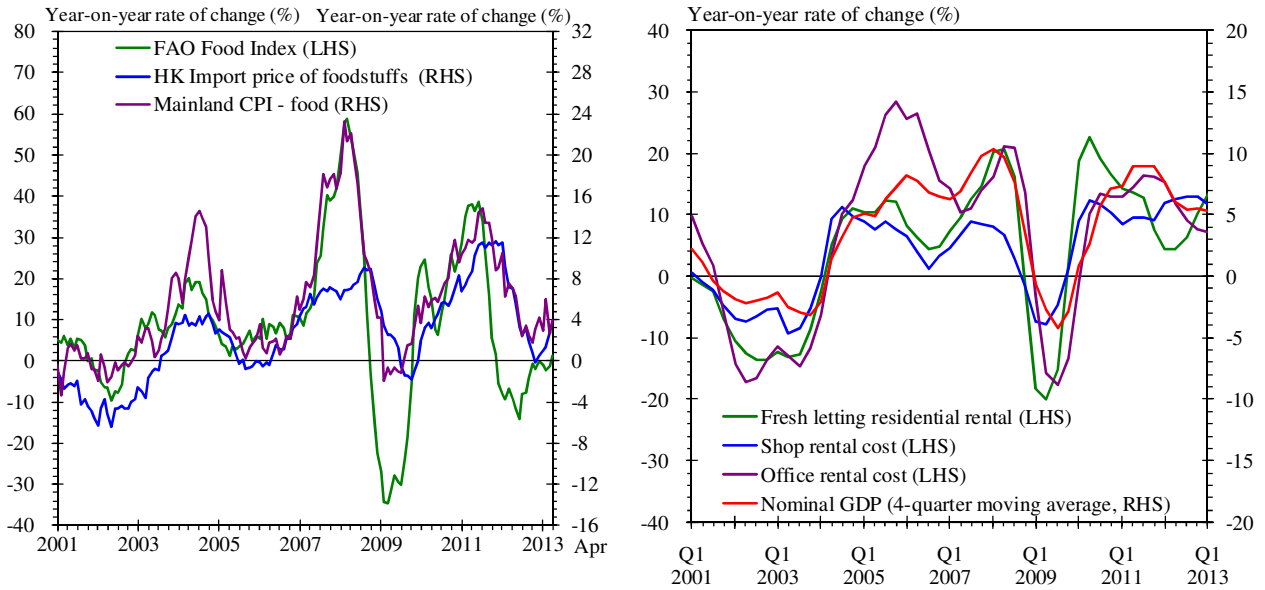 Year-on-year rate of change (%) Year-on-year rate of change (%)
80 32
70 28
60 24
50 20
40 16
30 12
20 8
10 4
0 0
-10 -4
-20 -8
-30 -12
-40 -16
FAO Food Index (LHS)
HK Import price of foodstuffs (RHS)
Mainland CPI - food (RHS)
2001 2003 2005 2007 2009 2011 2013 Apr
Year-on-year rate of change (%)
40 20
15
30
20 10
10 5
0 0
-10 -5
-20 -10
-30 -15
-40 -20
Fresh letting residential rental (LHS)
Shop rental cost (LHS)
Office rental cost (LHS)
Nominal GDP (4-quarter moving average, RHS)
Q1 Q1 Q1 Q1 Q1 Q1 Q1
2001 2003 2005 2007 2009 2011 2013